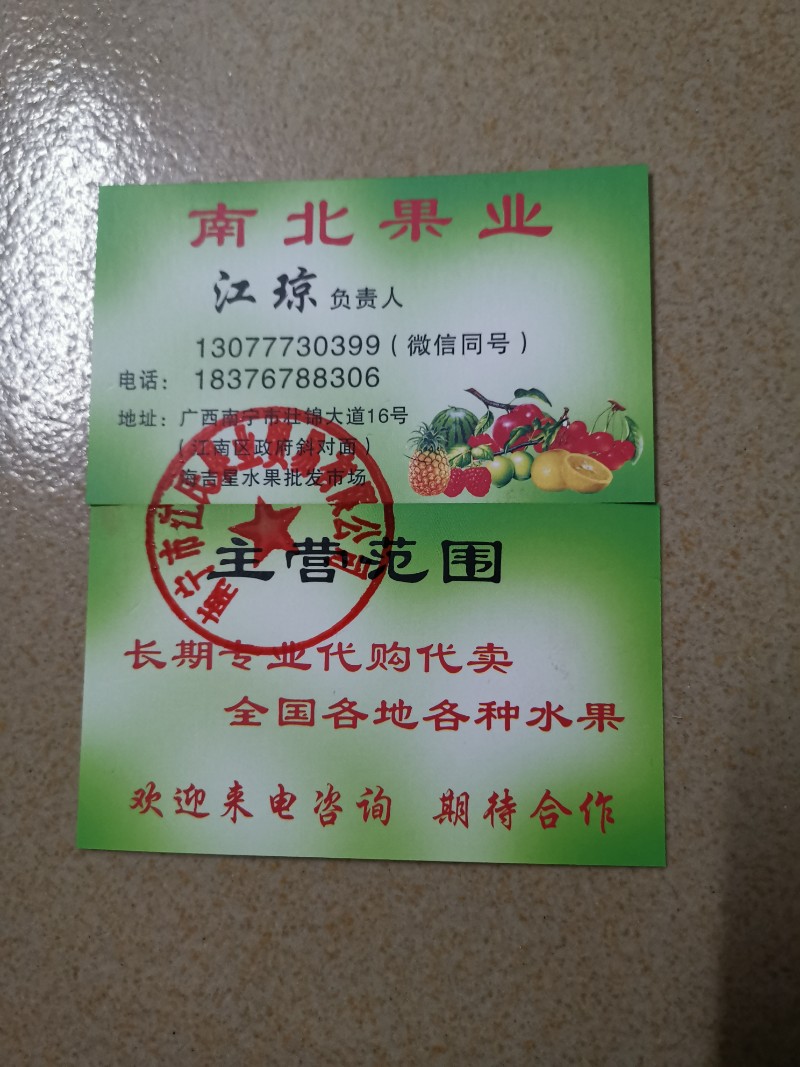 南北果业
江琼 负责人
13077730399（微信同号）
电话：18376788306
地址：广西南宁市壮锦大道16号
（江南区政府斜对面）
海吉星水果批发市场
主营范围
长期专业代购代卖
全国各地各种水果
欢迎来电咨询 期待合作